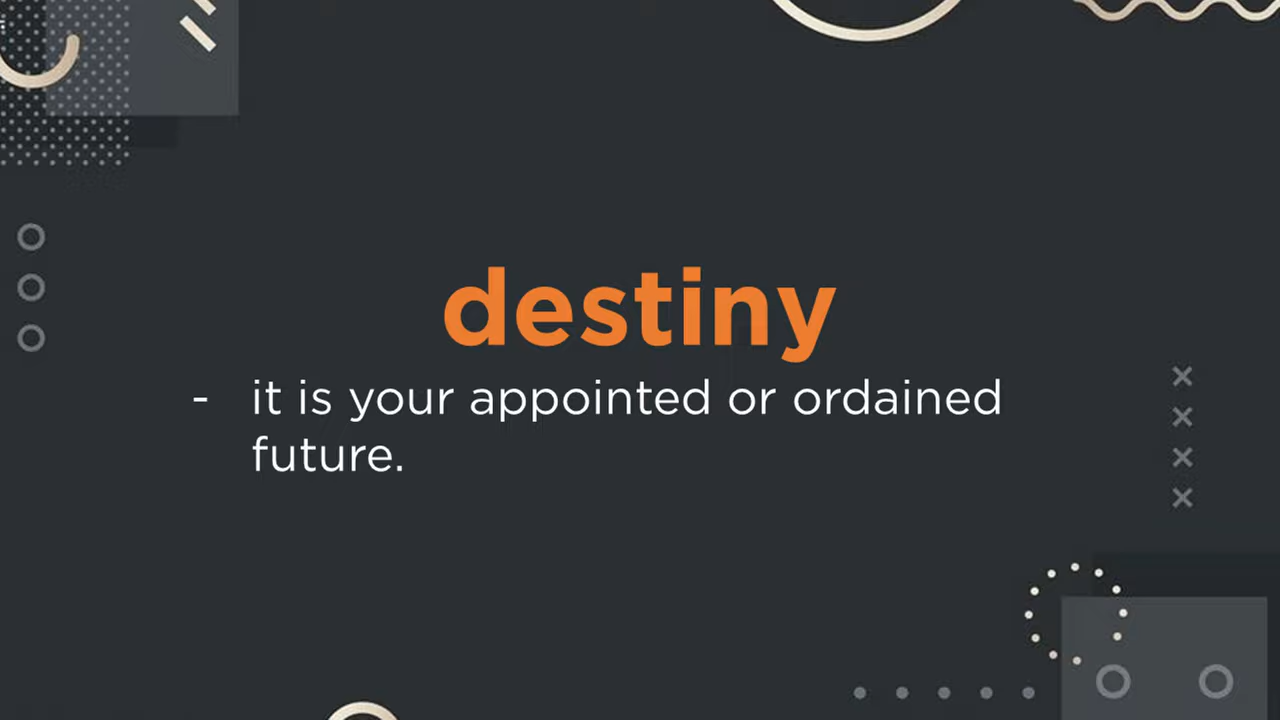 destiny
- it is your appointed or ordained
future.